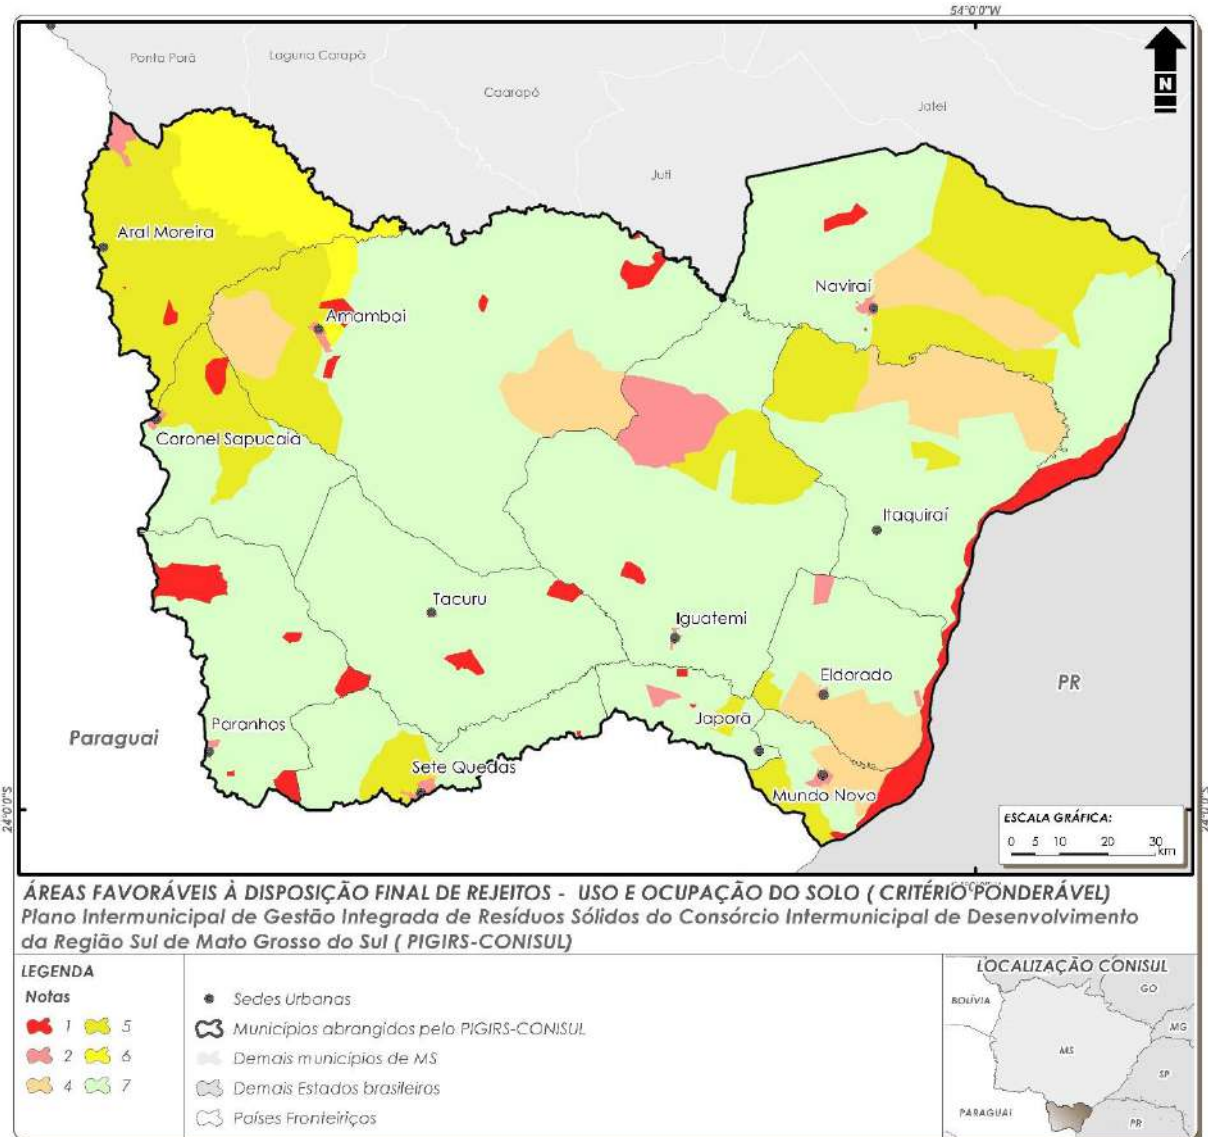 54°0'0"W
Ponta Porã
Laguna Carapã
Caarapó
Jateí
Juti
N
Aral Moreira
Naviraí
Amambai
Coronel Sapucaia
Itaquiraí
Tacuru
Iguatemi
Eldorado
PR
Paranhos
Japorã
Paraguai
Sete Quedas
Mundo Novo
24°0'0"S
24°0'0"S
ESCALA GRÁFICA:
0 5 10 20 30
km
ÁREAS FAVORÁVEIS À DISPOSIÇÃO FINAL DE REJEITOS - USO E OCUPAÇÃO DO SOLO ( CRITÉRIO PONDERÁVEL)
Plano Intermunicipal de Gestão Integrada de Resíduos Sólidos do Consórcio Intermunicipal de Desenvolvimento
da Região Sul de Mato Grosso do Sul ( PIGIRS-CONISUL)
LEGENDA
Notas
1 5
2 6
4 7
Sedes Urbanas
Municípios abrangidos pelo PIGIRS-CONISUL
Demais municípios de MS
Demais Estados brasileiros
Países Fronteiriços
LOCALIZAÇÃO CONISUL
GO
BOLÍVIA
MG
MS
SP
PARAGUAI
PR